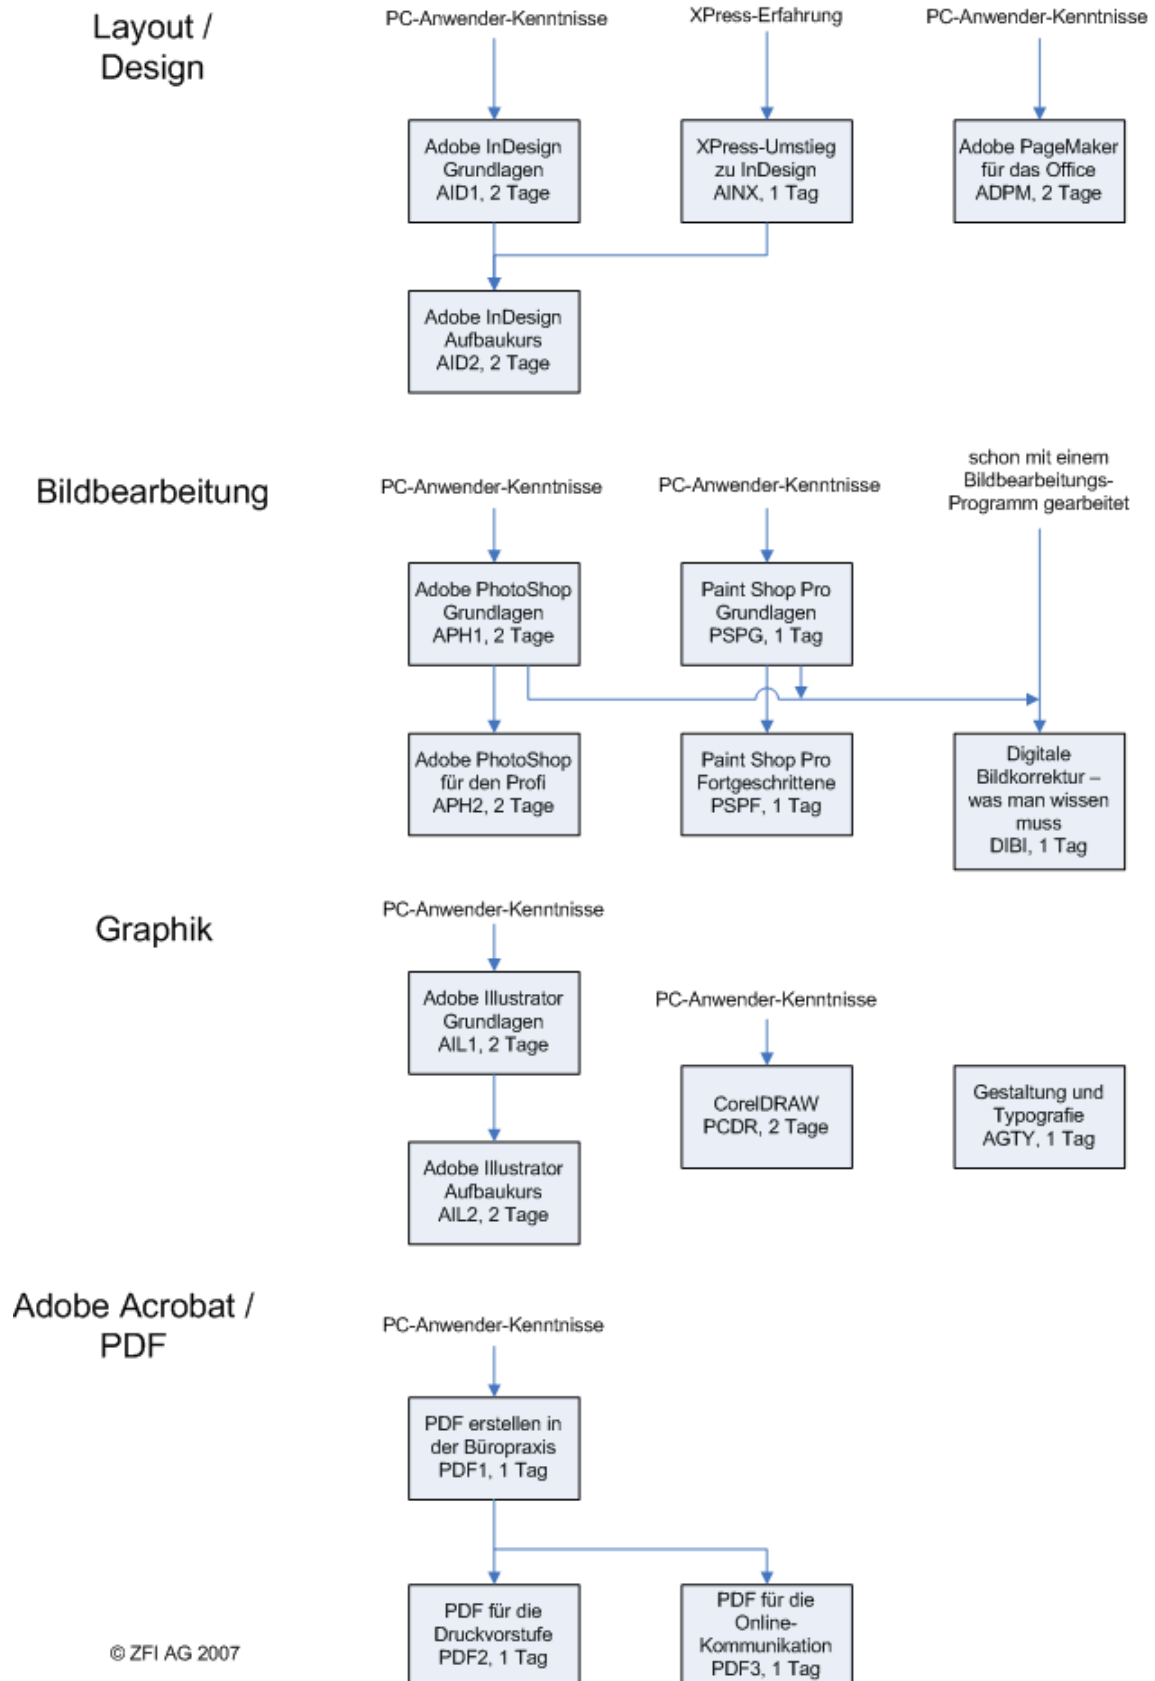 Layout /
Design
PC-Anwender-Kenntnisse
XPress-Erfahrung
PC-Anwender-Kenntnisse
Adobe InDesign
Grundlagen
AID1, 2 Tage
XPress-Umstieg
zu InDesign
AINX, 1 Tag
Adobe PageMaker
für das Office
ADPM, 2 Tage
Adobe InDesign
Aufbaukurs
AID2, 2 Tage
Bildbearbeitung
PC-Anwender-Kenntnisse
PC-Anwender-Kenntnisse
schon mit einem
Bildbearbeitungs-
Programm gearbeitet
Adobe PhotoShop
Grundlagen
APH1, 2 Tage
Paint Shop Pro
Grundlagen
PSPG, 1 Tag
Adobe PhotoShop
für den Profi
APH2, 2 Tage
Paint Shop Pro
Fortgeschrittene
PSPF, 1 Tag
Digitale
Bildkorrektur –
was man wissen
muss
DIBI, 1 Tag
Graphik
PC-Anwender-Kenntnisse
Adobe Illustrator
Grundlagen
AIL1, 2 Tage
PC-Anwender-Kenntnisse
CorelDRAW
PCDR, 2 Tage
Gestaltung und
Typografie
AGTY, 1 Tag
Adobe Illustrator
Aufbaukurs
AIL2, 2 Tage
Adobe Acrobat /
PDF
PC-Anwender-Kenntnisse
PDF erstellen in
der Büropraxis
PDF1, 1 Tag
PDF für die
Druckvorstufe
PDF2, 1 Tag
PDF für die
Online-
Kommunikation
PDF3, 1 Tag
© ZFI AG 2007